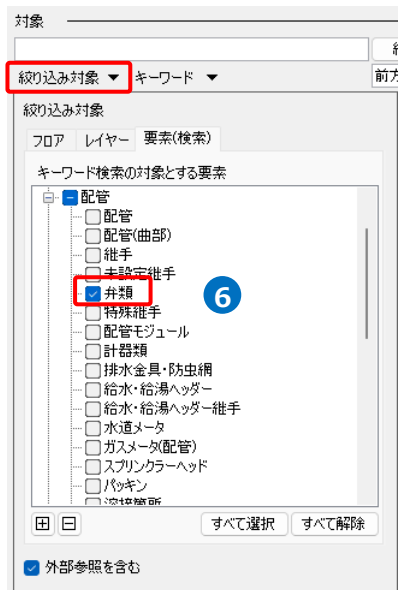 対象
絞り込み対象 ▼ キーワード ▼
前方
絞り込み対象
フロア レイヤー 要素(検索)
キーワード検索の対象とする要素
配管
配管
配管(曲部)
継手
未設定継手
弁類
6
特殊継手
配管モジュール
計器類
排水金具・防虫網
給水・給湯ヘッダー
給水・給湯ヘッダー継手
水道メータ
ガスメータ(配管)
スプリンクラーヘッド
パッキン
溶接箇所
すべて選択 すべて解除
外部参照を含む